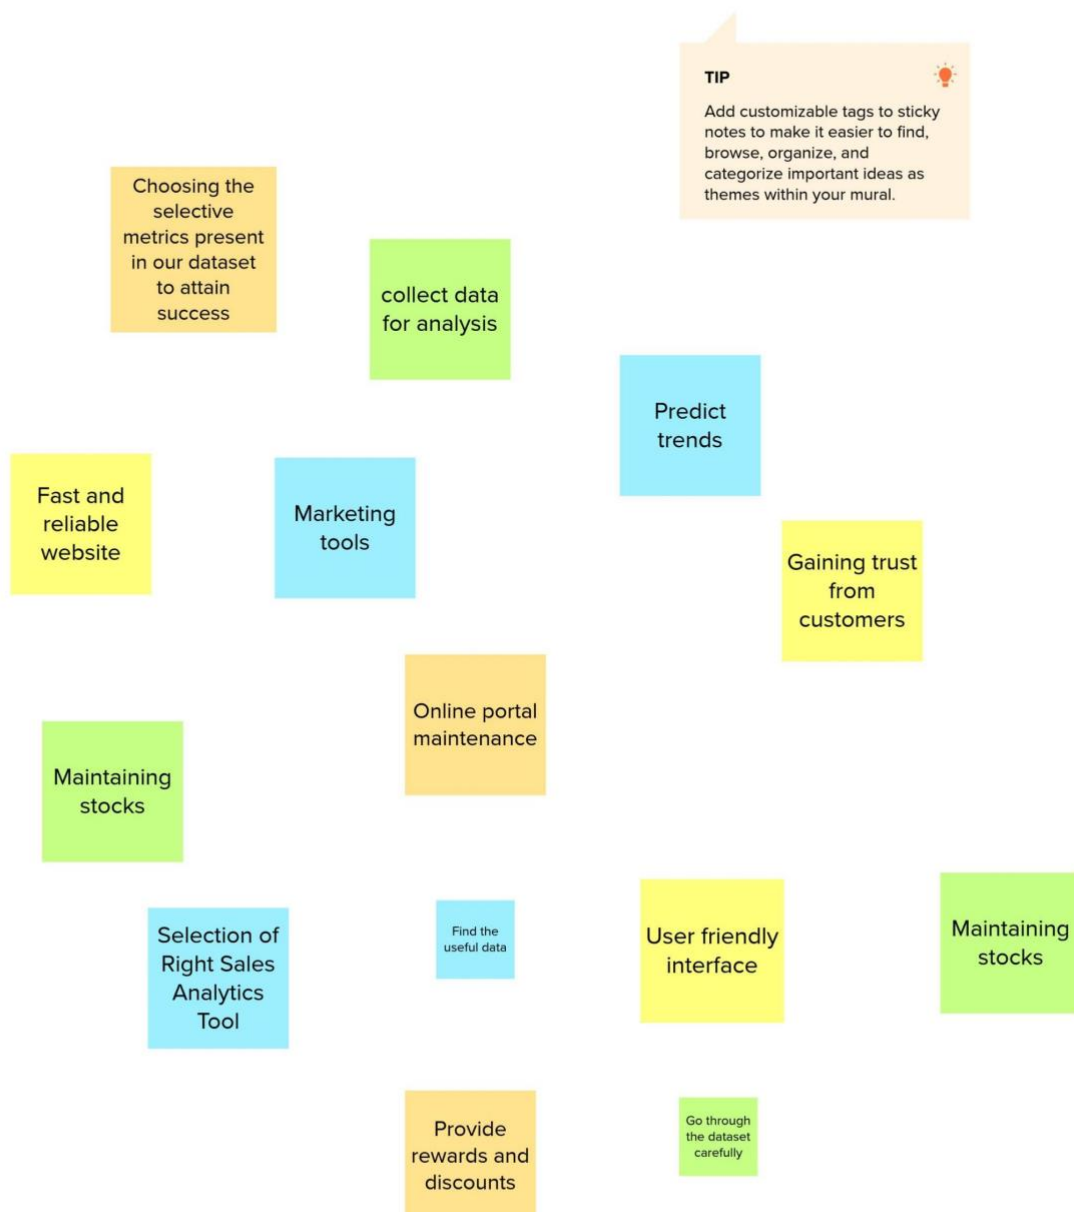 TIP
Add customizable tags to sticky
notes to make it easier to find,
browse, organize, and
categorize important ideas as
themes within your mural.
Choosing the
selective
metrics present
in our dataset
to attain
success
collect data
for analysis
Predict
trends
Fast and
reliable
website
Marketing
tools
Gaining trust
from
customers
Online portal
maintenance
Maintaining
stocks
Selection of
Right Sales
Analytics
Tool
Find the
useful data
User friendly
interface
Maintaining
stocks
Provide
rewards and
discounts
Go through
the dataset
carefully